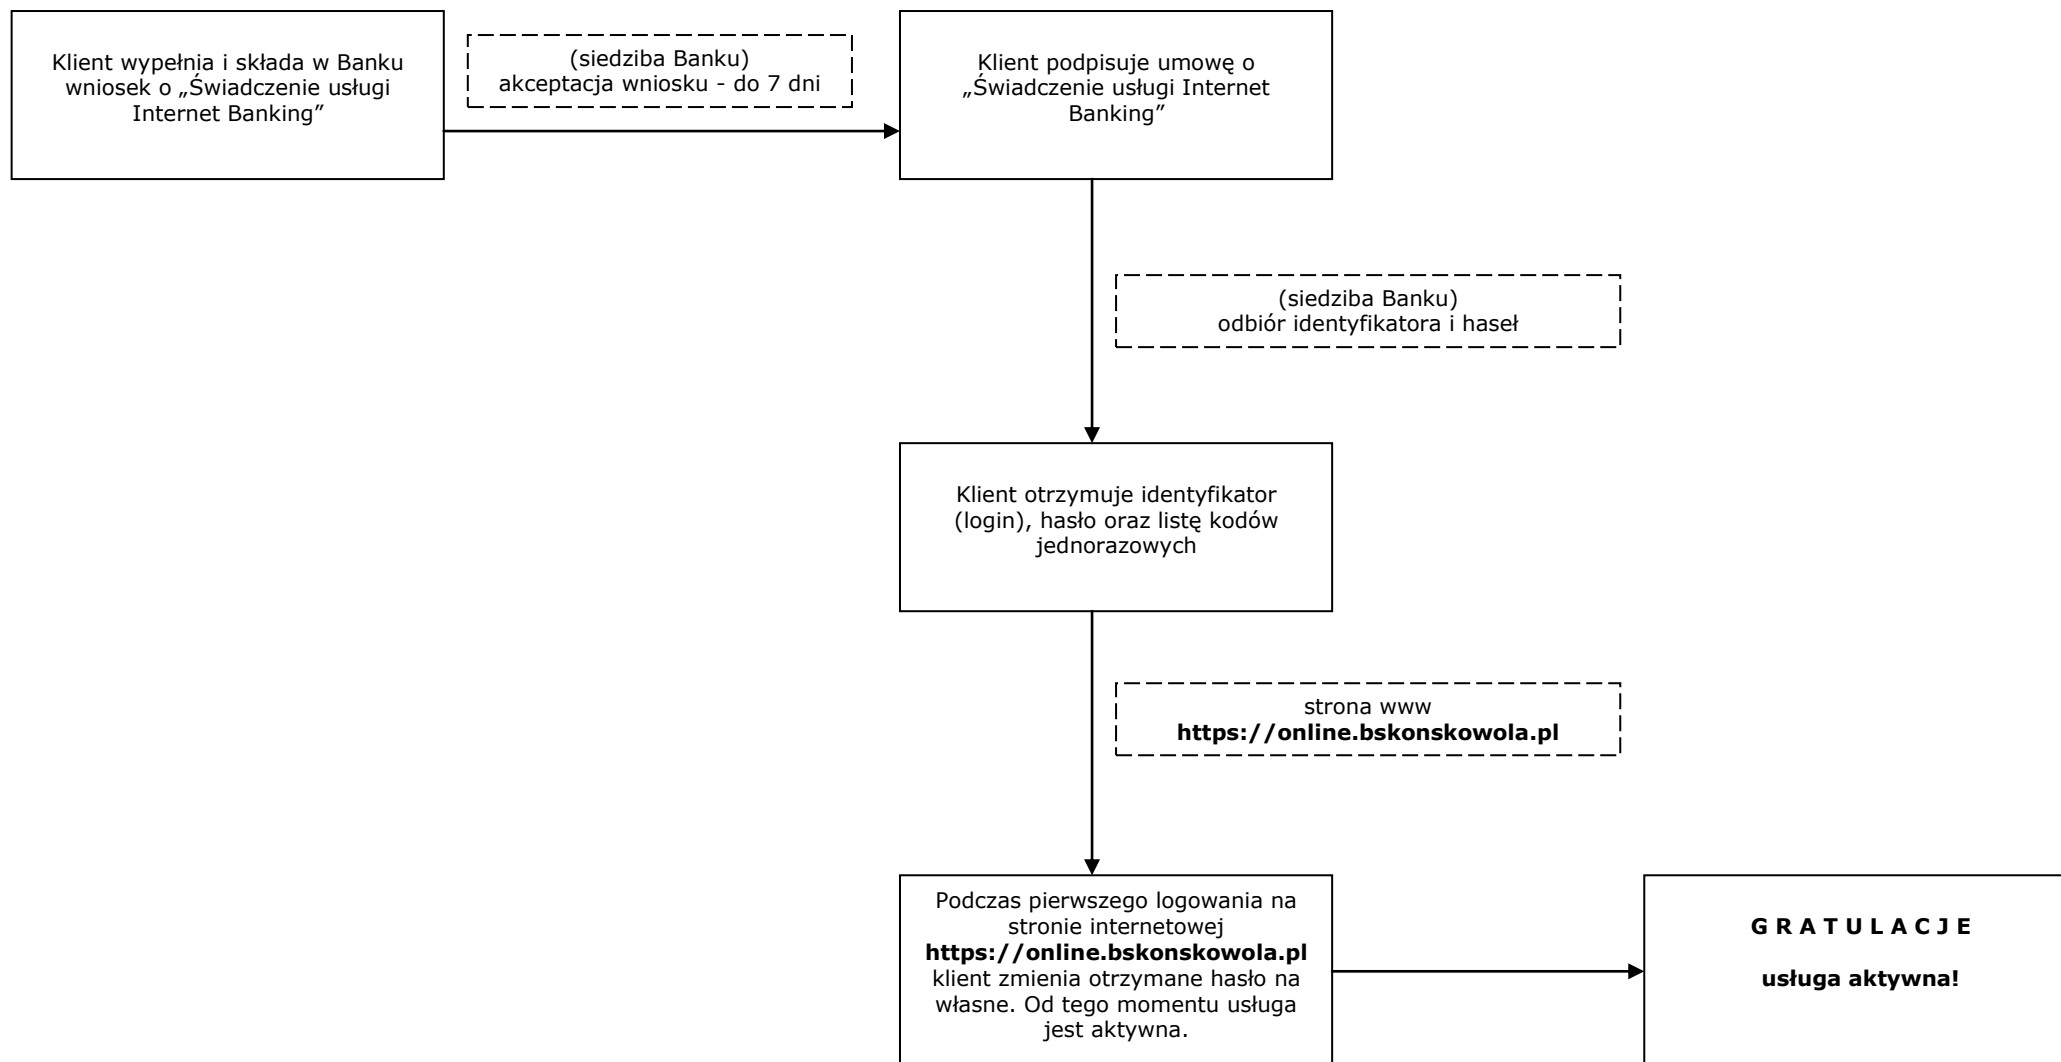 Klient wypełnia i składa w Banku
wniosek o „Świadczenie usługi
Internet Banking”
(siedziba Banku)
akceptacja wniosku - do 7 dni
Klient podpisuje umowę o
„Świadczenie usługi Internet
Banking”
(siedziba Banku)
odbiór identyfikatora i haseł
Klient otrzymuje identyfikator
(login), hasło oraz listę kodów
jednorazowych
strona www
https://online.bskonskowola.pl
Podczas pierwszego logowania na
stronie internetowej
https://online.bskonskowola.pl
klient zmienia otrzymane hasło na
własne. Od tego momentu usługa
jest aktywna.
G R A T U L A C J E
usługa aktywna!